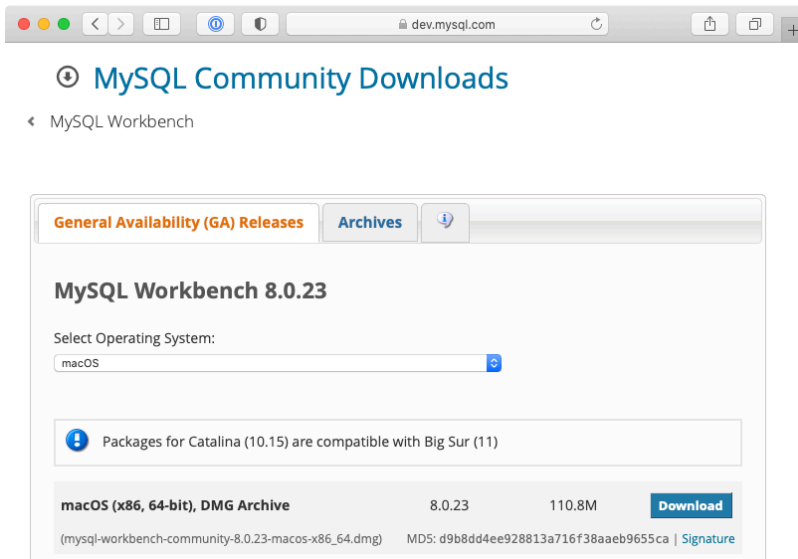 dev.mysql.com
MySQL Community Downloads
MySQL Workbench
General Availability (GA) Releases Archives
MySQL Workbench 8.0.23
Select Operating System:
macOS
Packages for Catalina (10.15) are compatible with Big Sur (11)
macOS (x86, 64-bit), DMG Archive 8.0.23 110.8M Download
(mysql-workbench-community-8.0.23-macos-x86_64.dmg) MD5: d9b8dd4ee928813a716f38aaeb9655ca | Signature